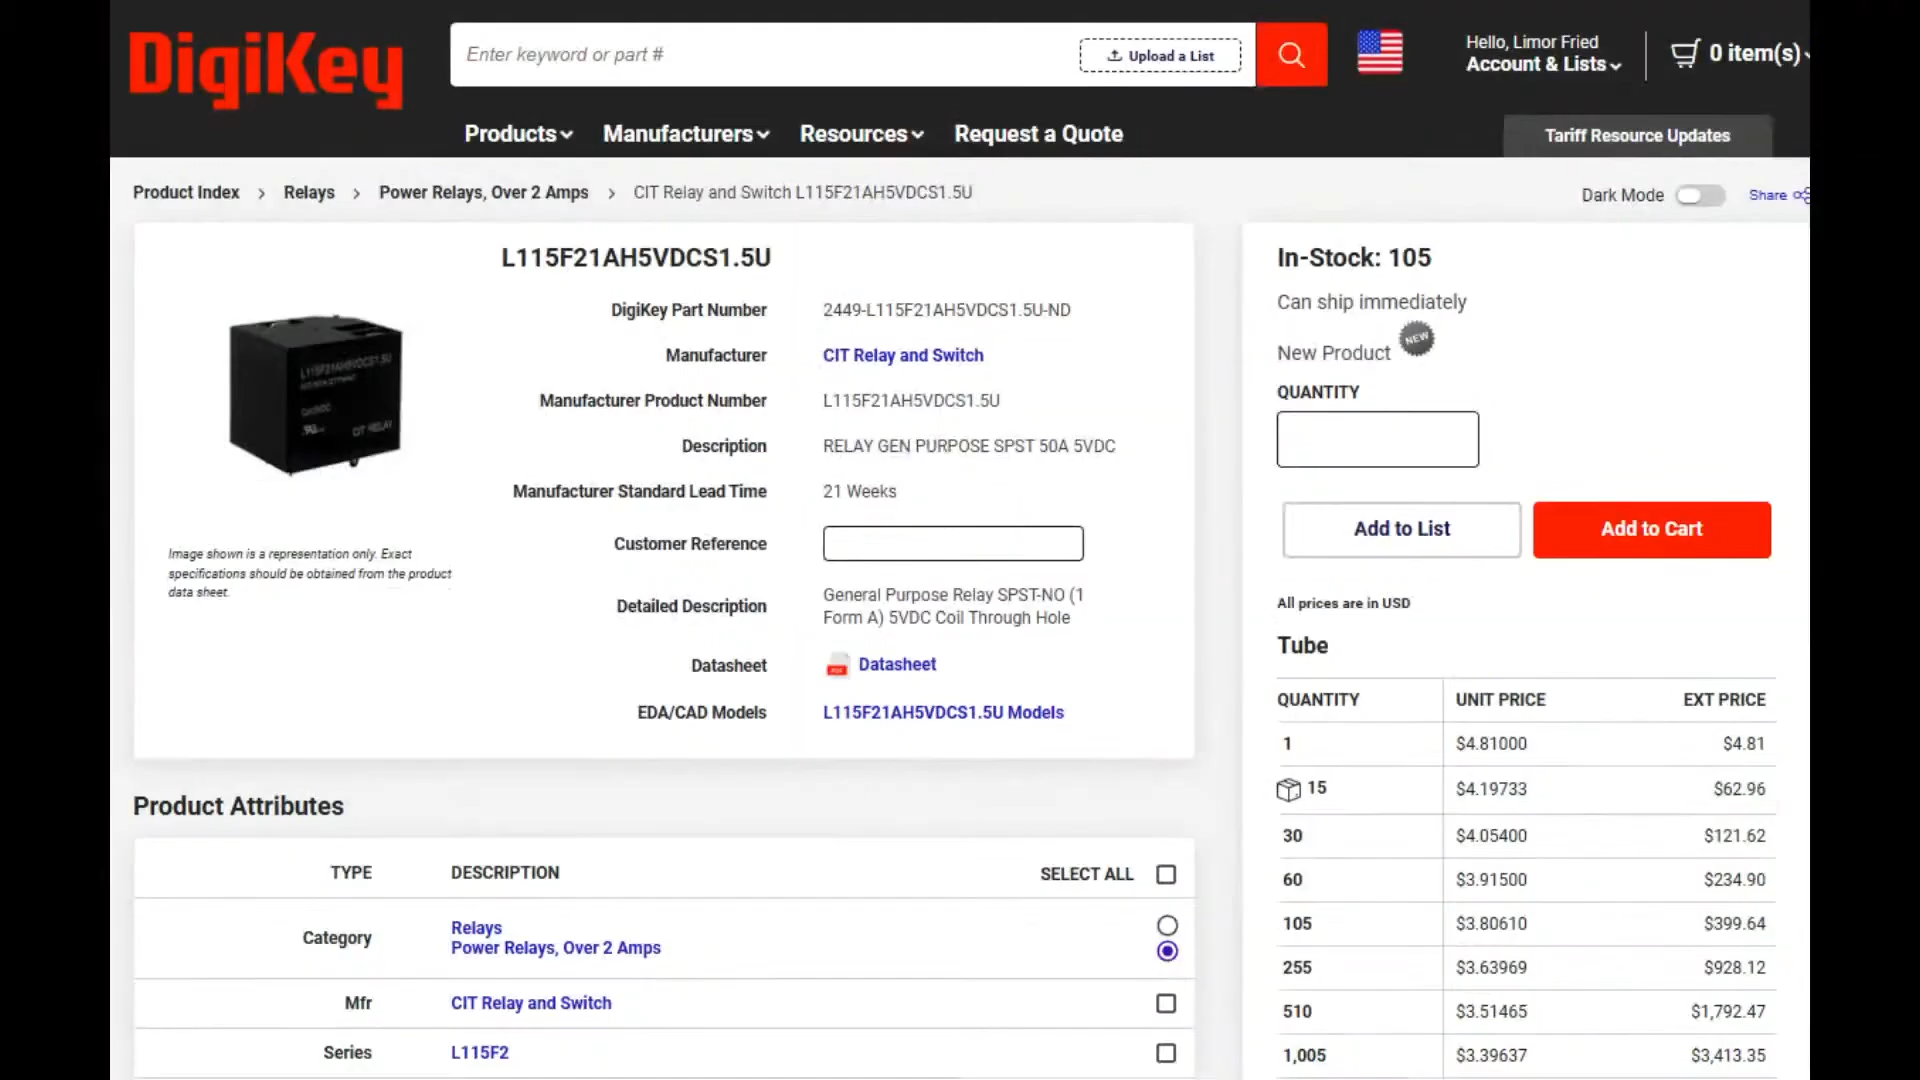 DigiKey
Enter keyword or part #
Upload a List
Hello, Limor Fried
Account & Lists
0 item(s)
Products
Manufacturers
Resources
Request a Quote
Tariff Resource Updates
Product Index > Relays > Power Relays, Over 2 Amps > CIT Relay and Switch L115F21AH5VDCS1.5U
Dark Mode
Share
L115F21AH5VDCS1.5U
DigiKey Part Number 2449-L115F21AH5VDCS1.5U-ND
Manufacturer CIT Relay and Switch
Manufacturer Product Number L115F21AH5VDCS1.5U
Description RELAY GEN PURPOSE SPST 50A 5VDC
Manufacturer Standard Lead Time 21 Weeks
Customer Reference
Detailed Description General Purpose Relay SPST-NO (1
Form A) 5VDC Coil Through Hole
Datasheet Datasheet
EDA/CAD Models L115F21AH5VDCS1.5U Models
L115F21AH5VDCS1.5U
CIT RELAY
Image shown is a representation only. Exact
specifications should be obtained from the product
data sheet.
Product Attributes
TYPE DESCRIPTION SELECT ALL
Category Relays
Power Relays, Over 2 Amps
Mfr CIT Relay and Switch
Series L115F2
In-Stock: 105
Can ship immediately
New Product NEW
QUANTITY
Add to List
Add to Cart
All prices are in USD
Tube
QUANTITY UNIT PRICE EXT PRICE
1 $4.81000 $4.81
15 $4.19733 $62.96
30 $4.05400 $121.62
60 $3.91500 $234.90
105 $3.80610 $399.64
255 $3.63969 $928.12
510 $3.51465 $1,792.47
1,005 $3.39637 $3,413.35